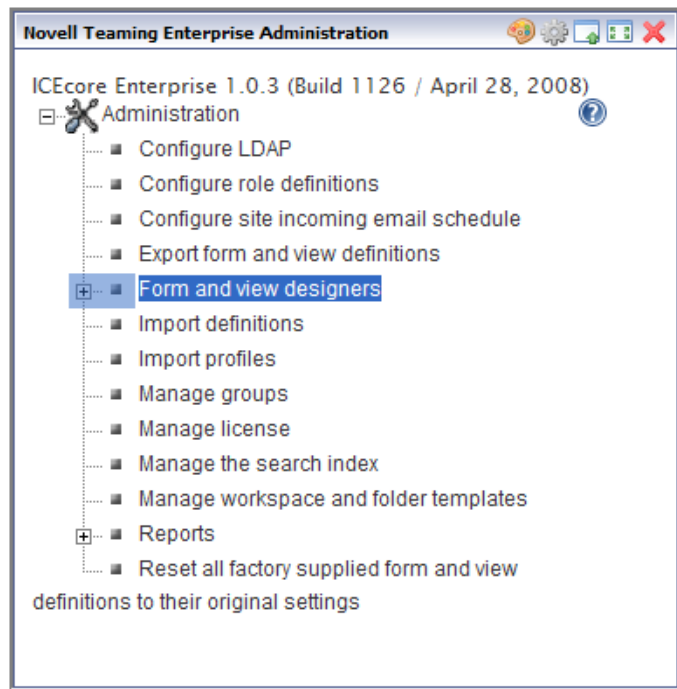 Novell Teaming Enterprise Administration
ICEcore Enterprise 1.0.3 (Build 1126 / April 28, 2008)
Administration
Configure LDAP
Configure role definitions
Configure site incoming email schedule
Export form and view definitions
Form and view designers
Import definitions
Import profiles
Manage groups
Manage license
Manage the search index
Manage workspace and folder templates
Reports
Reset all factory supplied form and view
definitions to their original settings